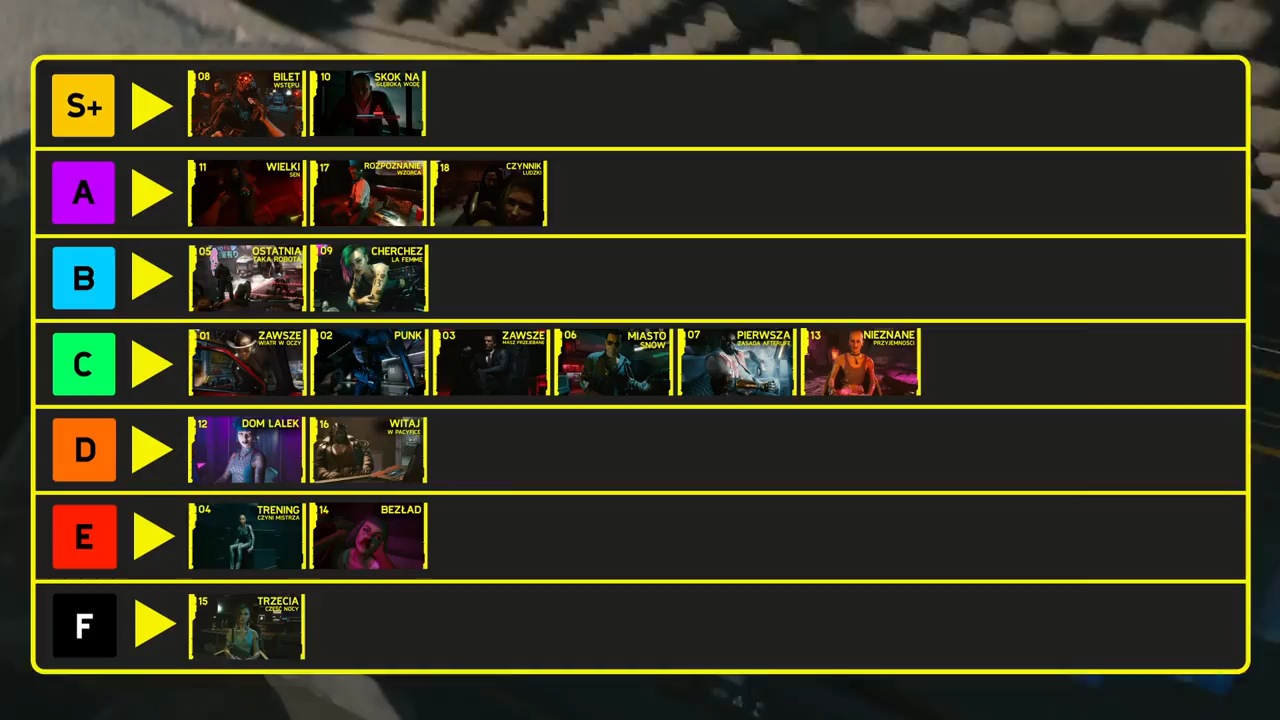 S+
08
BILET
WSTĘPU
10
SKOK NA
GŁĘBOKĄ WODĘ
A
11
WIELKI
SEN
17
ROZPOZNANIE
WZORCA
18
CZYNNIK
LUDZKI
B
05
OSTATNIA
TAKA ROBOTA
09
CHERCHEZ
LA FEMME
C
01
ZAWSZE
WIATR W OCZY
02
PUNK
03
ZAWSZE
MASZ PRZEJEBANE
06
MIASTO
SNÓW
07
PIERWSZA
ZASADA AFTERLIFE
13
NIEZNANE
PRZYJEMNOŚCI
D
12
DOM LALEK
16
WITAJ
W PACYFICE
E
04
TRENING
CZYNI MISTRZA
14
BEZŁAD
F
15
TRZECIA
CZĘŚĆ NOCY